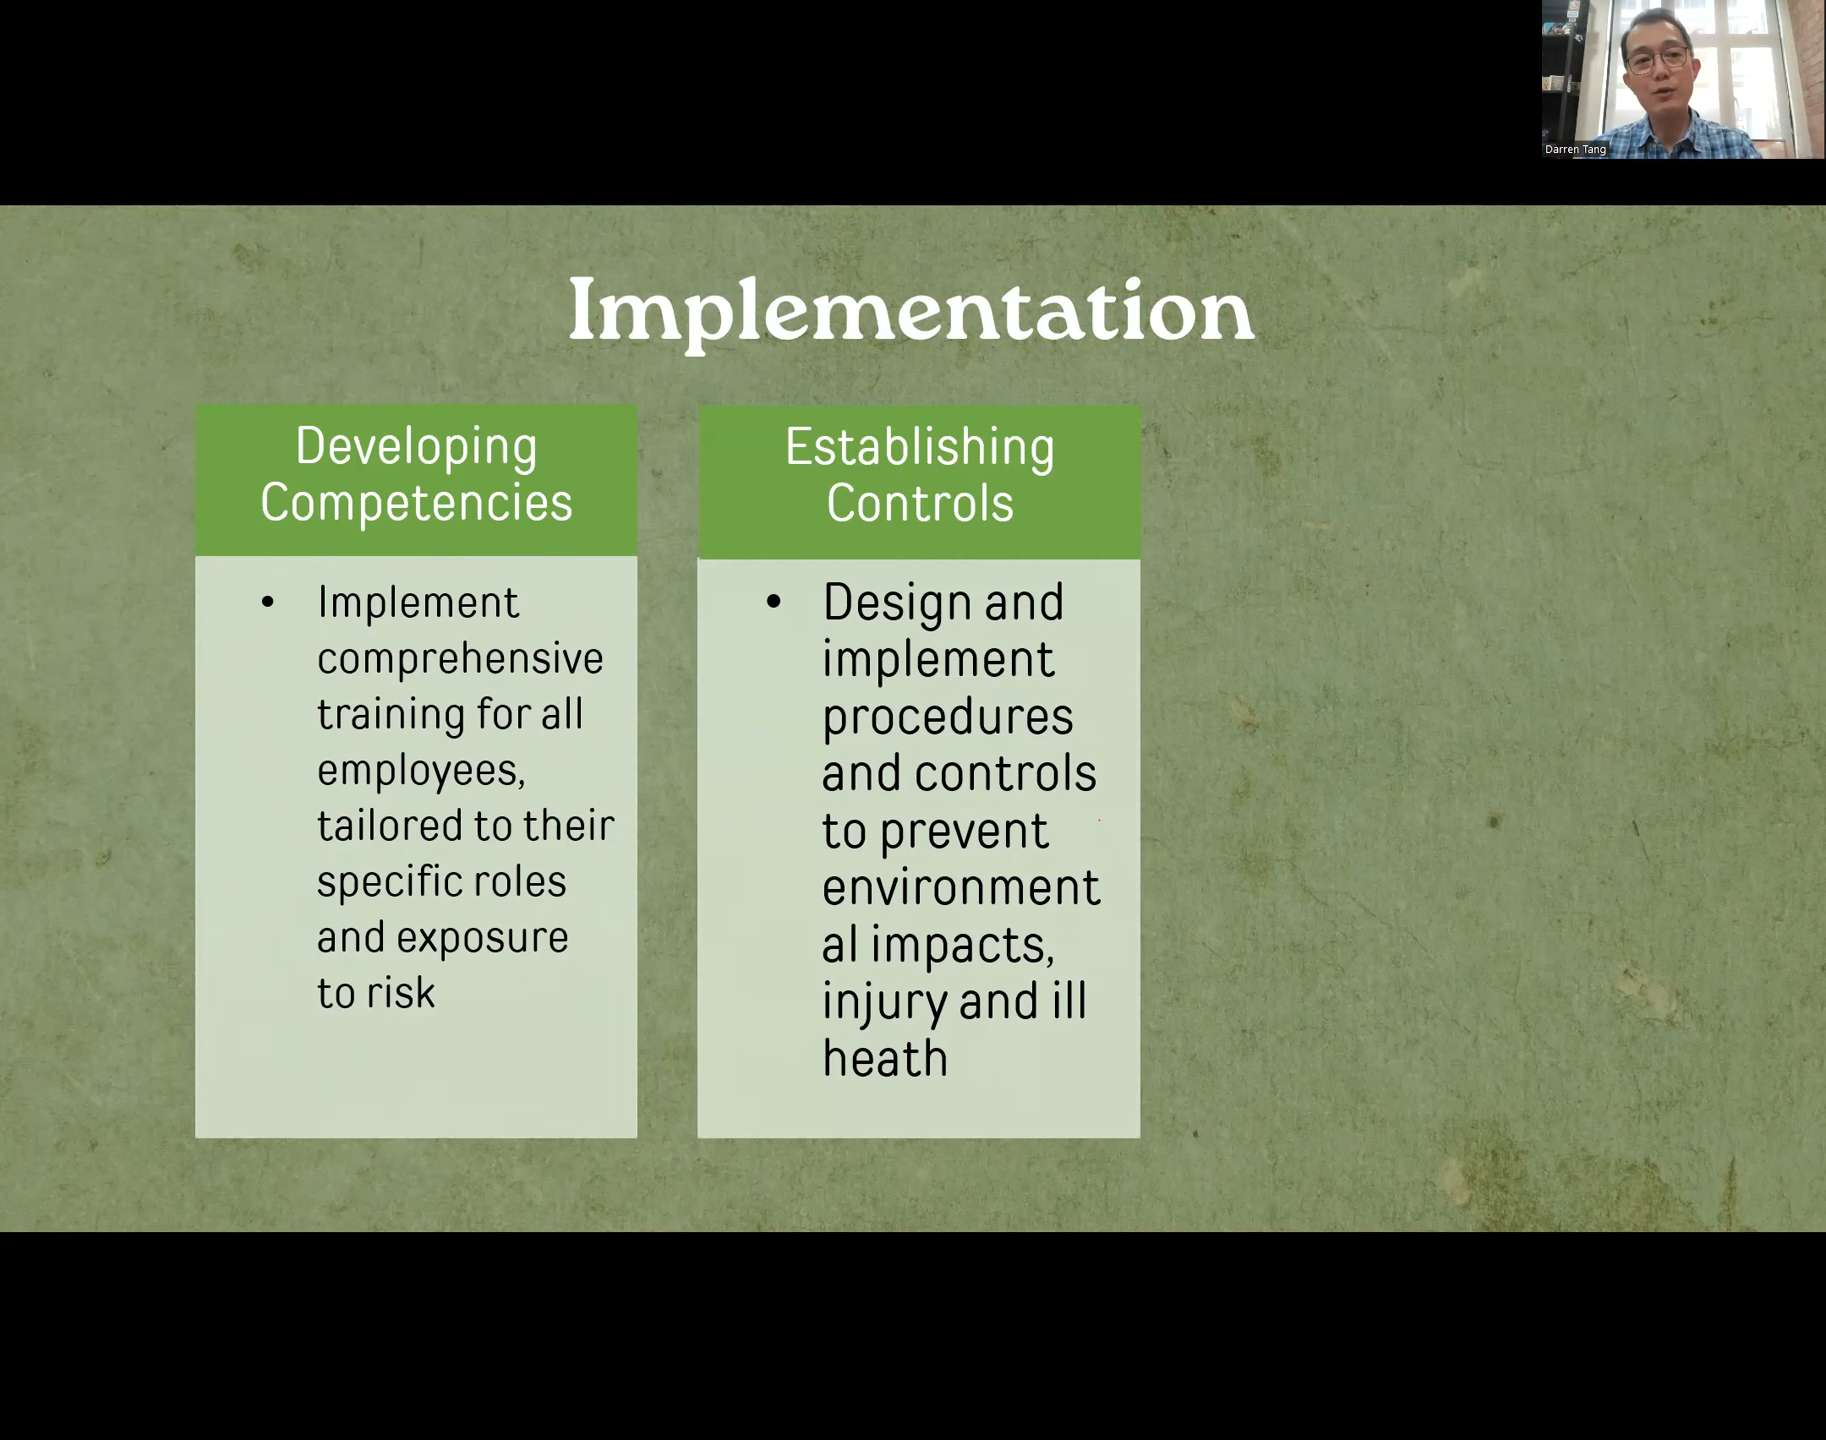 Darren Tang
Implementation
Developing
Competencies
• Implement
comprehensive
training for all
employees,
tailored to their
specific roles
and exposure
to risk
Establishing
Controls
• Design and
implement
procedures
and controls
to prevent
environment
al impacts,
injury and ill
heath